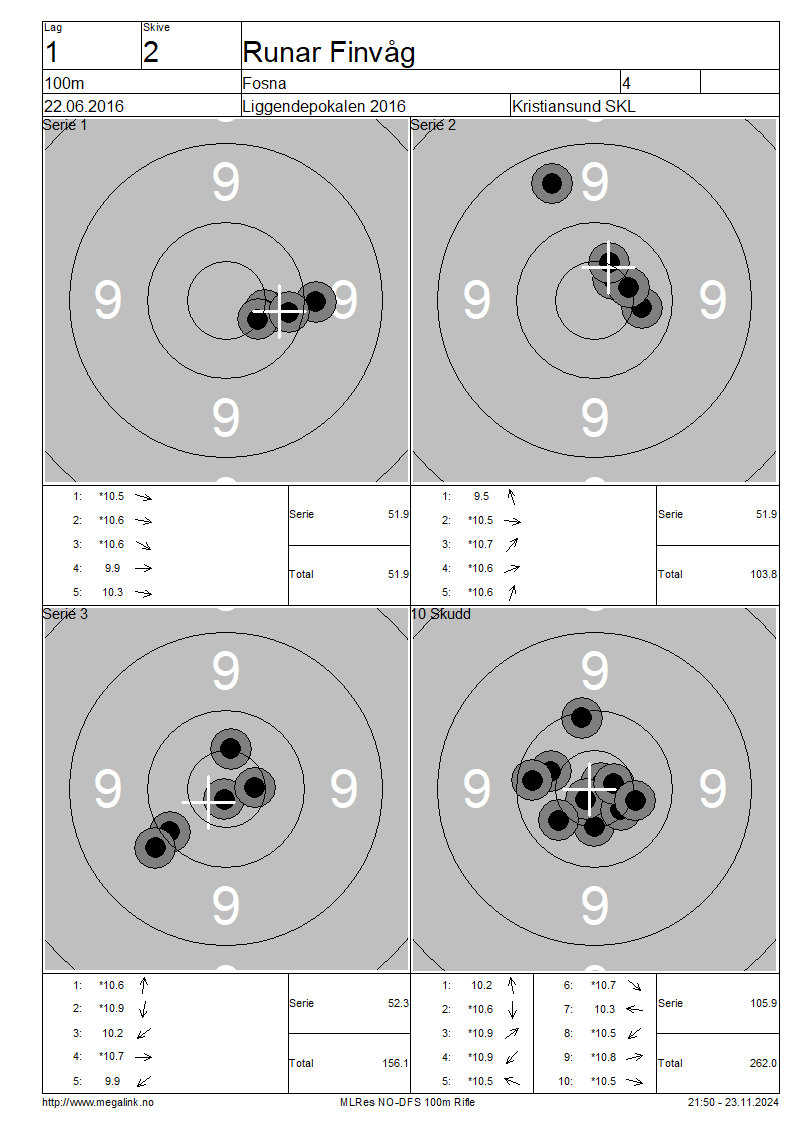 Lag
Skive
1
2
Runar Finvåg
100m
Fosna
4
22.06.2016
Liggendepokalen 2016
Kristiansund SKL
Serie 1
9
9
9
9
Serie 2
9
9
9
9
1: *10.5
2: *10.6
3: *10.6
4: 9.9
5: 10.3
Serie 51.9
Total 51.9
1: 9.5
2: *10.5
3: *10.7
4: *10.6
5: *10.6
Serie 51.9
Total 103.8
Serie 3
9
9
9
9
10 Skudd
9
9
9
9
1: *10.6
2: *10.9
3: 10.2
4: *10.7
5: 9.9
Serie 52.3
Total 156.1
1: 10.2
2: *10.6
3: *10.9
4: *10.9
5: *10.5
6: *10.7
7: 10.3
8: *10.5
9: *10.8
10: *10.5
Serie 105.9
Total 262.0
http://www.megalink.no
MLRes NO-DFS 100m Rifle
21:50 - 23.11.2024